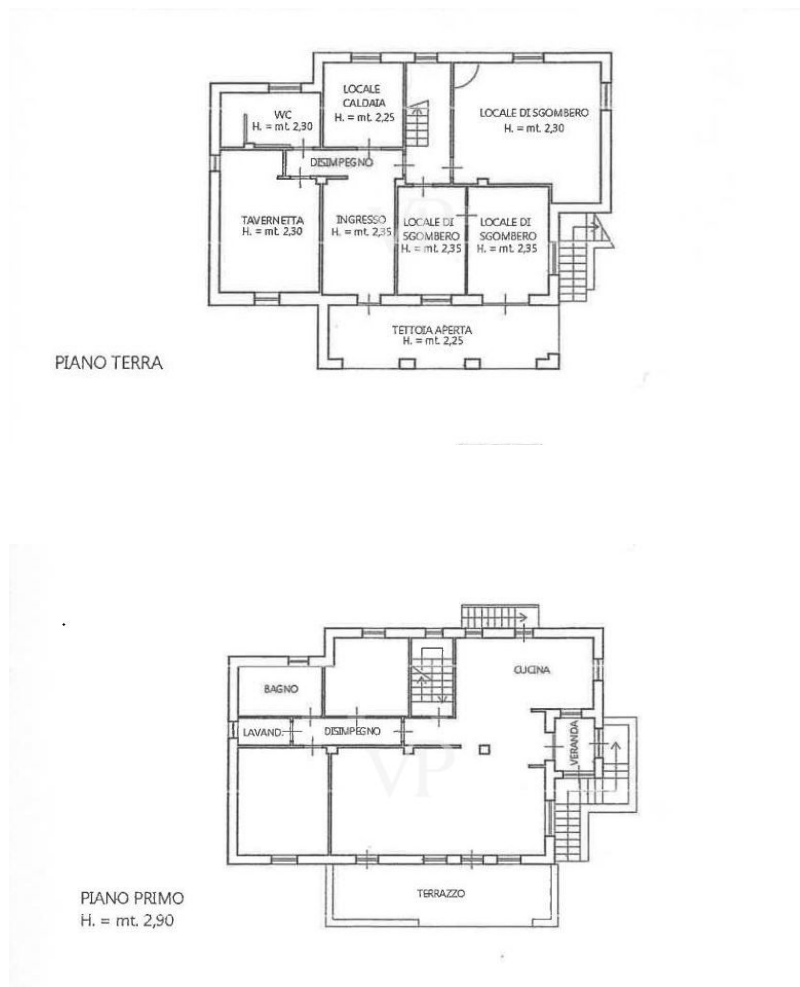 LOCALE
CALDAIA
H. = mt. 2,25
WC
H. = mt. 2,30
LOCALE DI SGOMBERO
H. = mt. 2,30
DISIMPEGNO
TAVERNETTA
H. = mt. 2,30
INGRESSO
H. = mt. 2,35
LOCALE DI
SGOMBERO
H. = mt. 2,35
LOCALE DI
SGOMBERO
H. = mt. 2,35
TETTOIA APERTA
H. = mt. 2,25
PIANO TERRA
VP
CUCINA
BAGNO
LAVAND.
DISIMPEGNO
VERANDA
VP
TERRAZZO
PIANO PRIMO
H. = mt. 2,90